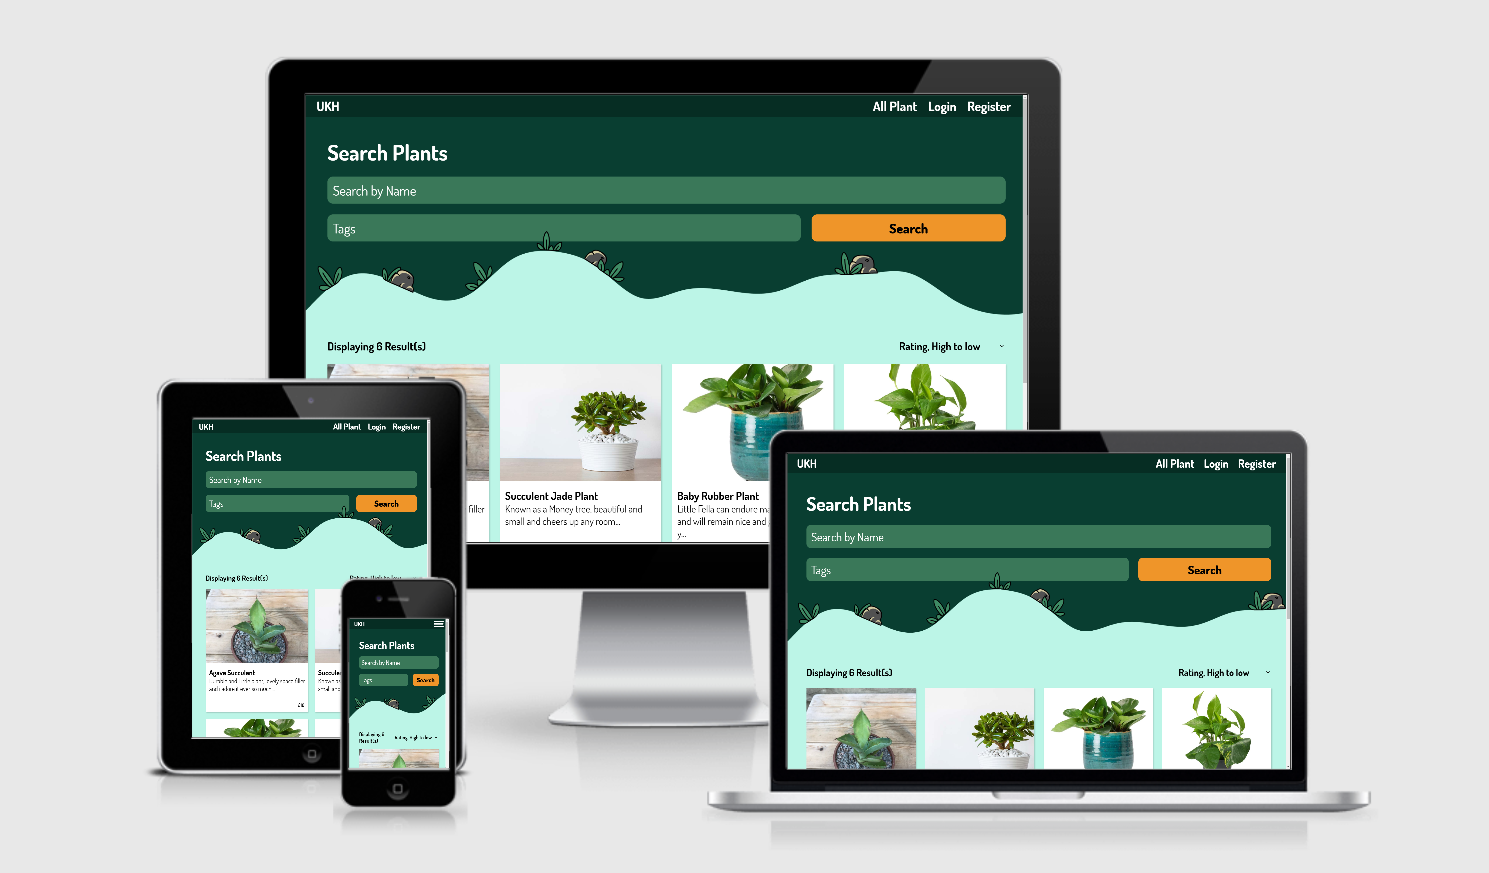 UKH
All Plant Login Register
Search Plants
Search by Name
Tags
Search
Displaying 6 Result(s)
Rating, High to low
Succulent Jade Plant
Known as a Money tree, beautiful and
small and cheers up any room...
Baby Rubber Plant
Little Fella can endure
and will remain nice and
y...
filler
UKH
All Plant Login Register
Search Plants
Search by Name
Tags
Search
Displaying 6 Result(s)
Agave Succulent
UKH
Search Plants
Search by Name
Tags
Search
Displaying 6
Result(s)
Rating, High to low
UKH
All Plant Login Register
Search Plants
Search by Name
Tags
Search
Displaying 6 Result(s)
Rating, High to low